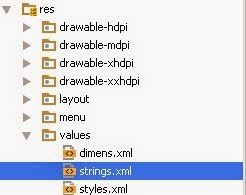 res
drawable-hdpi
drawable-mdpi
drawable-xhdpi
drawable-xxhdpi
layout
menu
values
dimens.xml
strings.xml
styles.xml